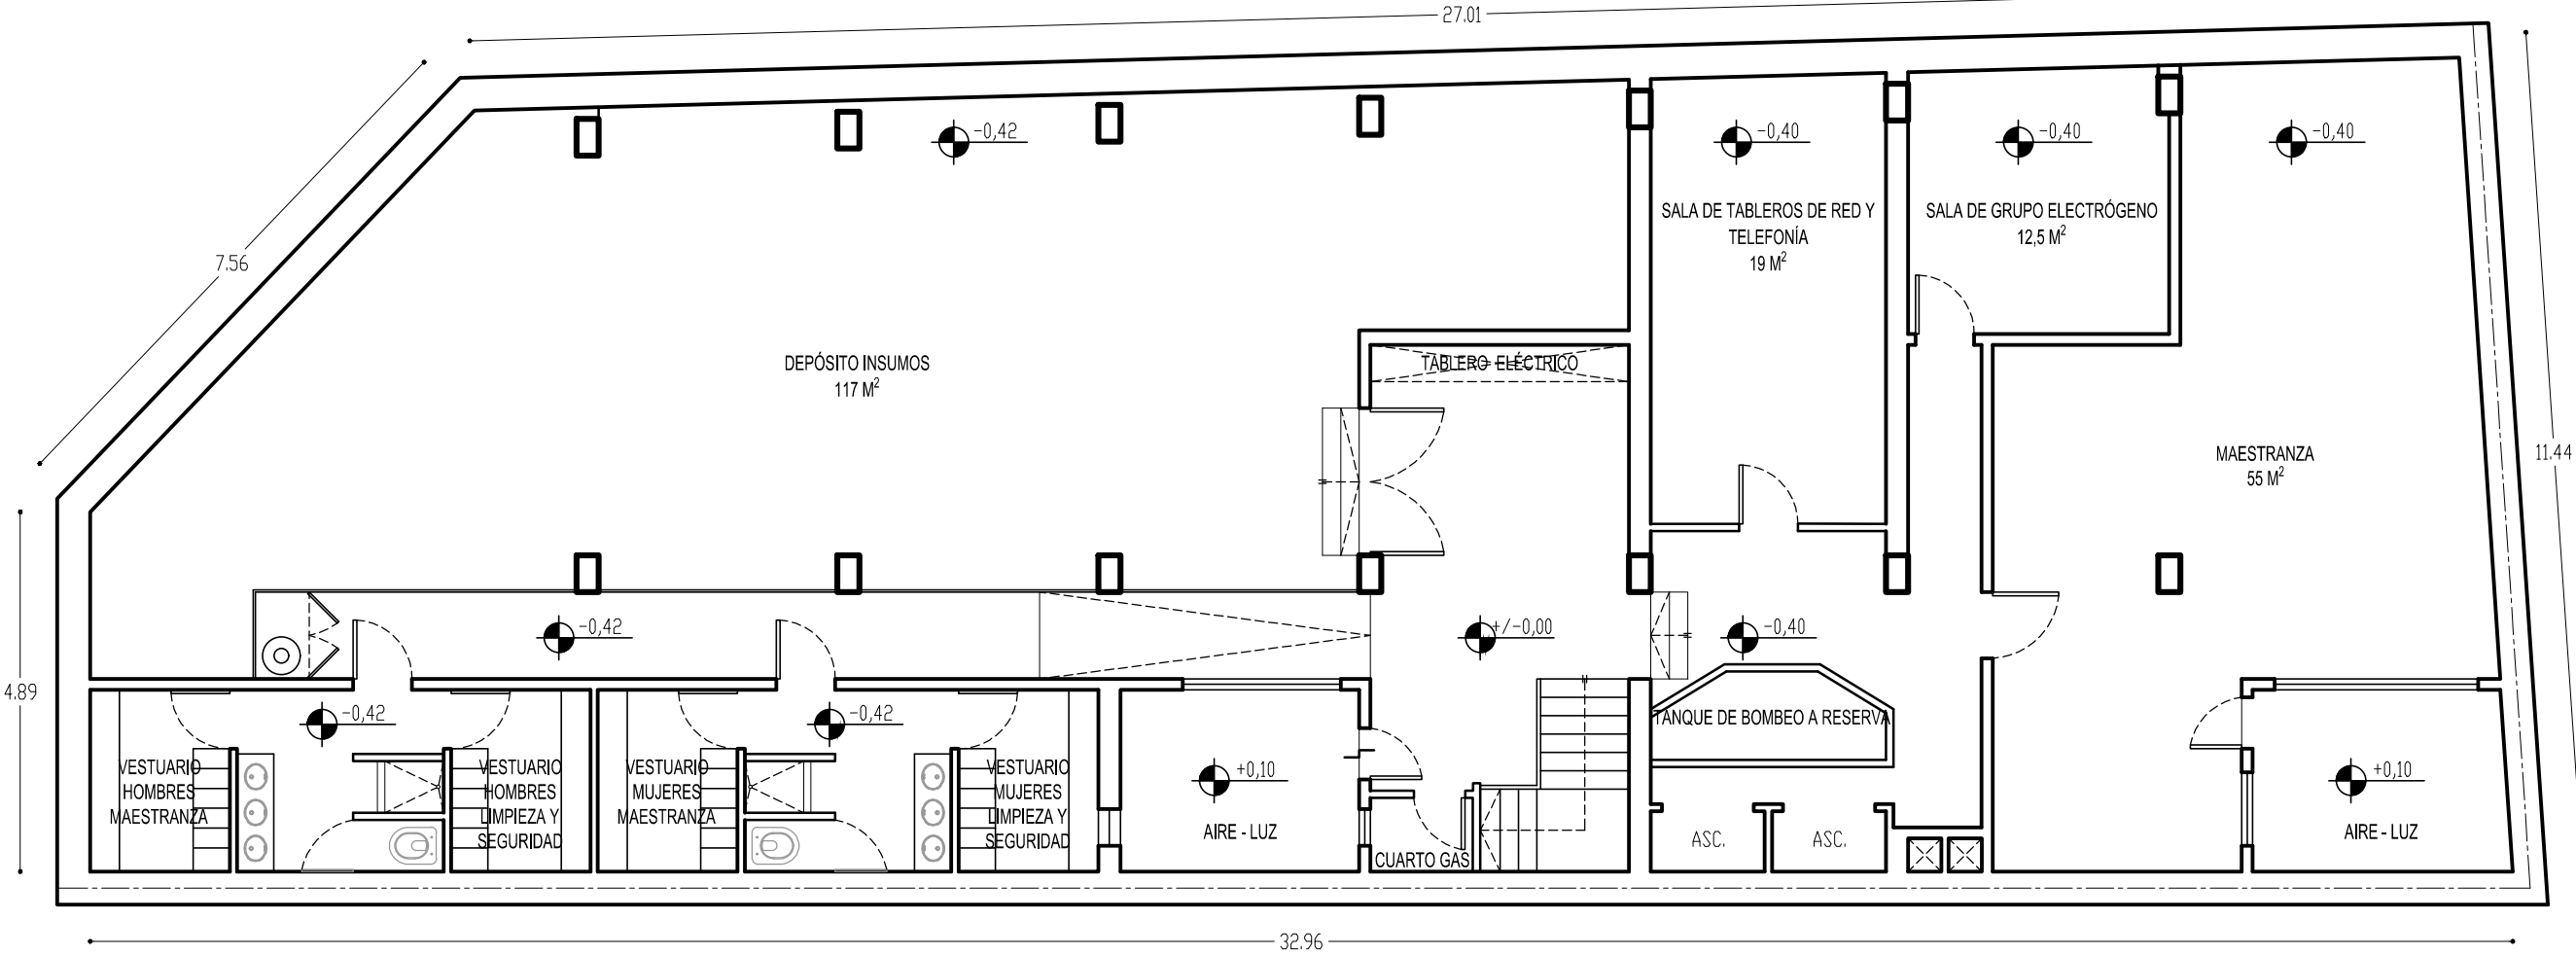 27.01
7.56
-0,42
-0,40
-0,40
-0,40
SALA DE TABLEROS DE RED Y
TELEFONÍA
19 M²
SALA DE GRUPO ELECTRÓGENO
12,5 M²
DEPÓSITO INSUMOS
117 M²
TABLERO ELÉCTRICO
MAESTRANZA
55 M²
11.44
4.89
-0,42
+/-0,00
-0,40
-0,42
-0,42
TANQUE DE BOMBEO A RESERVA
VESTUARIO
HOMBRES
MAESTRANZA
VESTUARIO
HOMBRES
LIMPIEZA Y
SEGURIDAD
VESTUARIO
MUJERES
MAESTRANZA
VESTUARIO
MUJERES
LIMPIEZA Y
SEGURIDAD
+0,10
AIRE - LUZ
CUARTO GAS
ASC.
ASC.
+0,10
AIRE - LUZ
32.96